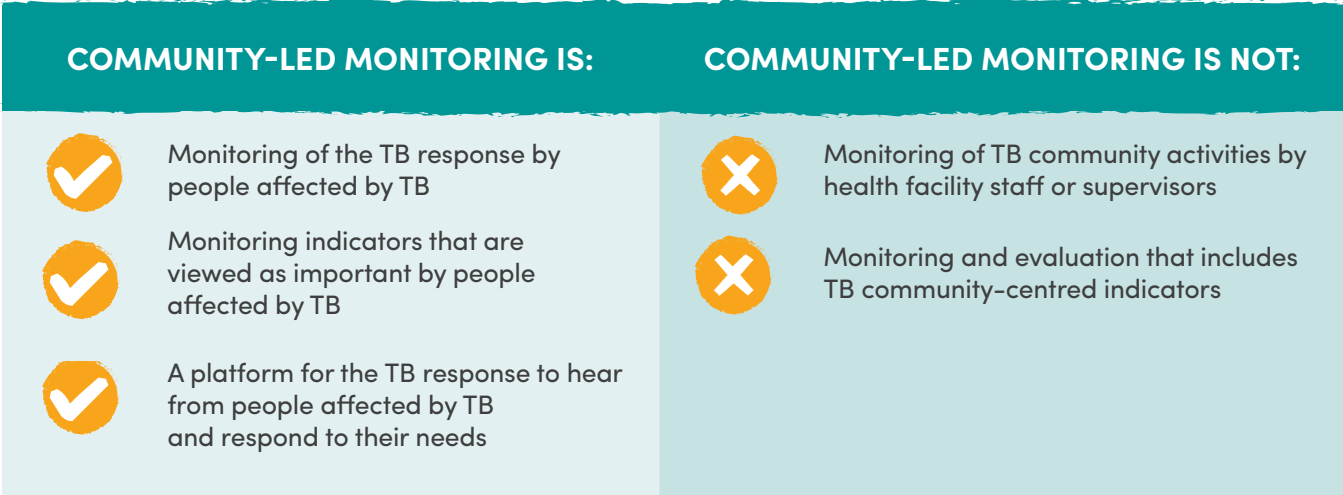 COMMUNITY-LED MONITORING IS:
Monitoring of the TB response by
people affected by TB
Monitoring indicators that are
viewed as important by people
affected by TB
A platform for the TB response to hear
from people affected by TB
and respond to their needs
COMMUNITY-LED MONITORING IS NOT:
Monitoring of TB community activities by
health facility staff or supervisors
Monitoring and evaluation that includes
TB community-centred indicators